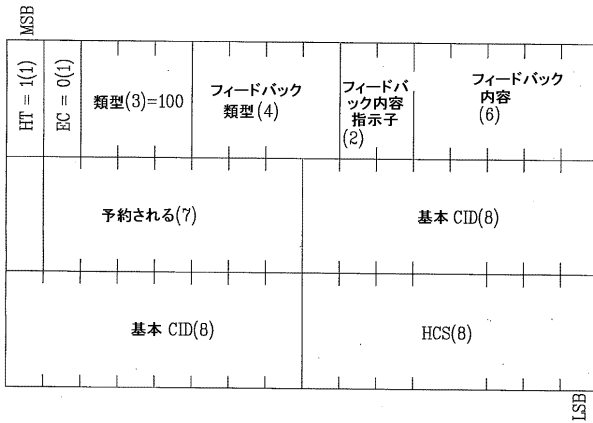 MSB
HT = 1(1)
EC = 0(1)
類型(3)=100
フィードバック
類型(4)
フィードバ
ック内容
指示子
(2)
フィードバック
内容
(6)
予約される(7)
基本 CID(8)
基本 CID(8)
HCS(8)
LSB